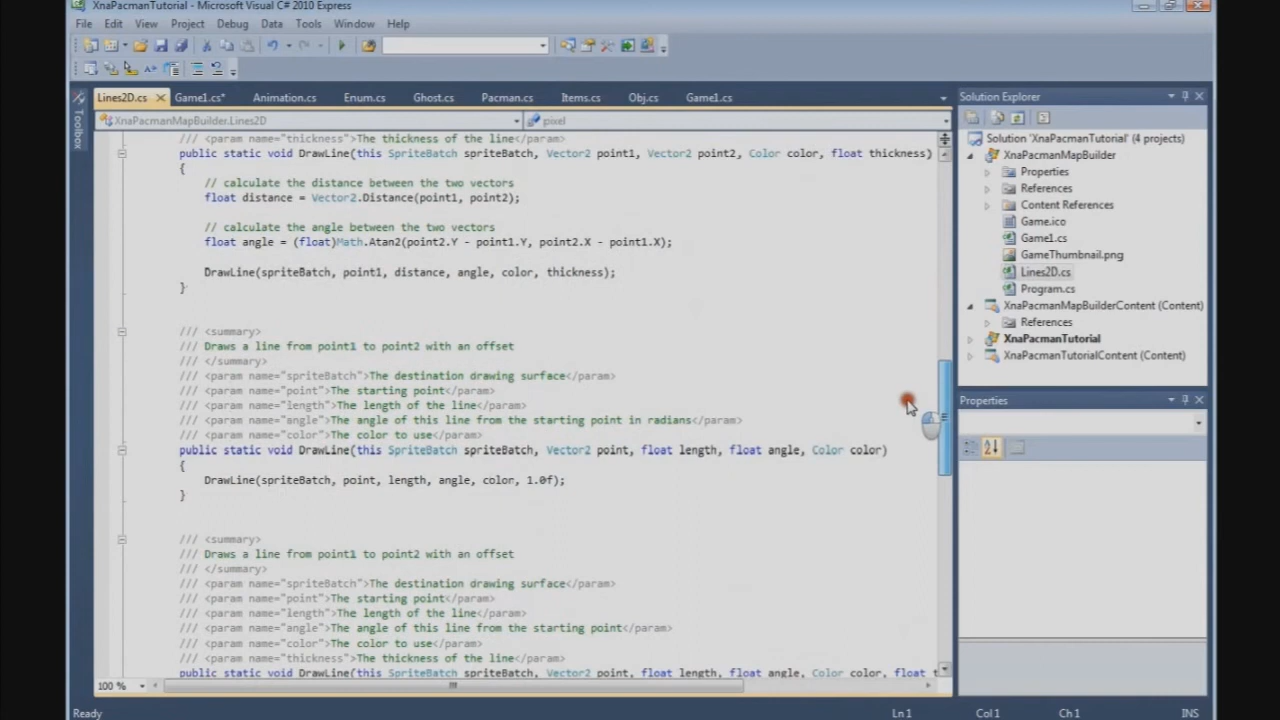 XnaPacmanTutorial - Microsoft Visual C# 2010 Express
File Edit View Project Debug Data Tools Window Help
Lines2D.cs Game1.cs* Animation.cs Enum.cs Ghost.cs Pacman.cs Items.cs Obj.cs Game1.cs
XnaPacmanMapBuilder.Lines2D pixel
/// <param name="thickness">The thickness of the line</param>
public static void DrawLine(this SpriteBatch spriteBatch, Vector2 point1, Vector2 point2, Color color, float thickness)
{
// calculate the distance between the two vectors
float distance = Vector2.Distance(point1, point2);
// calculate the angle between the two vectors
float angle = (float)Math.Atan2(point2.Y - point1.Y, point2.X - point1.X);
DrawLine(spriteBatch, point1, distance, angle, color, thickness);
}
/// <summary>
/// Draws a line from point1 to point2 with an offset
/// </summary>
/// <param name="spriteBatch">The destination drawing surface</param>
/// <param name="point">The starting point</param>
/// <param name="length">The length of the line</param>
/// <param name="angle">The angle of this line from the starting point in radians</param>
/// <param name="color">The color to use</param>
public static void DrawLine(this SpriteBatch spriteBatch, Vector2 point, float length, float angle, Color color)
{
DrawLine(spriteBatch, point, length, angle, color, 1.0f);
}
/// <summary>
/// Draws a line from point1 to point2 with an offset
/// </summary>
/// <param name="spriteBatch">The destination drawing surface</param>
/// <param name="point">The starting point</param>
/// <param name="length">The length of the line</param>
/// <param name="angle">The angle of this line from the starting point</param>
/// <param name="color">The color to use</param>
/// <param name="thickness">The thickness of the line</param>
public static void DrawLine(this SpriteBatch spriteBatch, Vector2 point, float length, float angle, Color color, float t
100 %
Toolbox
Solution Explorer
Solution 'XnaPacmanTutorial' (4 projects)
XnaPacmanMapBuilder
Properties
References
Content References
Game.ico
Game1.cs
GameThumbnail.png
Lines2D.cs
Program.cs
XnaPacmanMapBuilderContent (Content)
References
XnaPacmanTutorial
XnaPacmanTutorialContent (Content)
Properties
Ready Ln 1 Col 1 Ch 1 INS